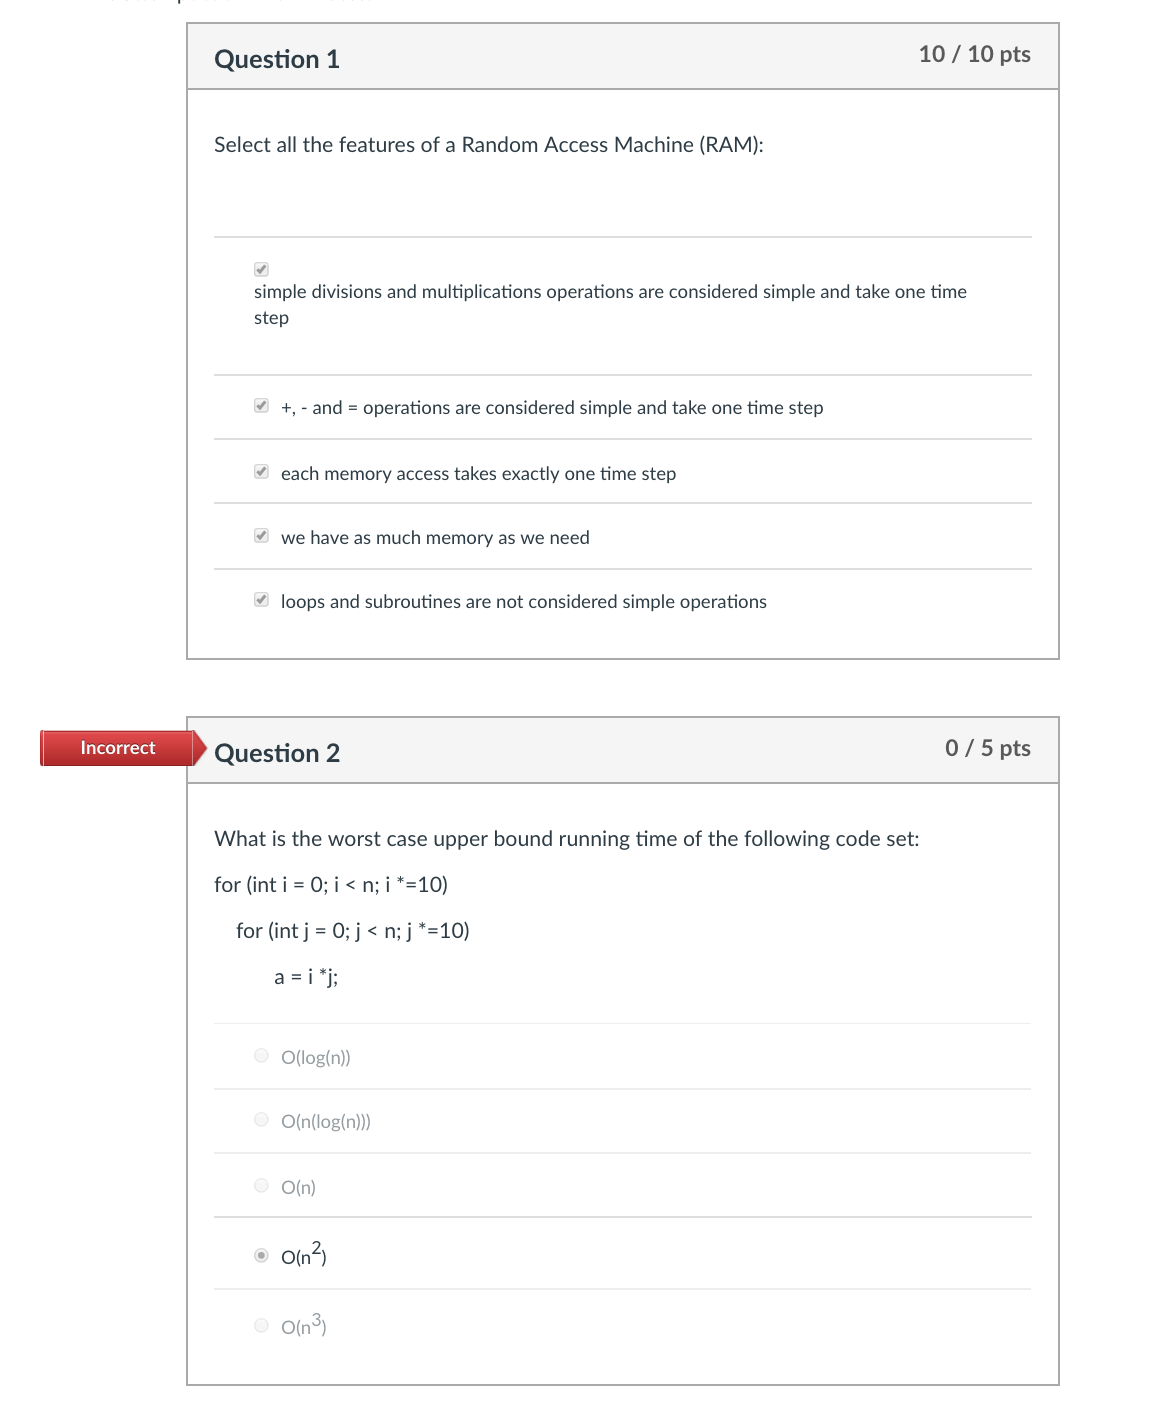 Question 1
10 / 10 pts
Select all the features of a Random Access Machine (RAM):
simple divisions and multiplications operations are considered simple and take one time
step
+, - and = operations are considered simple and take one time step
each memory access takes exactly one time step
we have as much memory as we need
loops and subroutines are not considered simple operations
Incorrect
Question 2
0 / 5 pts
What is the worst case upper bound running time of the following code set:
for (int i = 0; i < n; i *=10)
for (int j = 0; j < n; j *=10)
a = i *j;
O(log(n))
O(n(log(n)))
O(n)
O(n²)
O(n³)